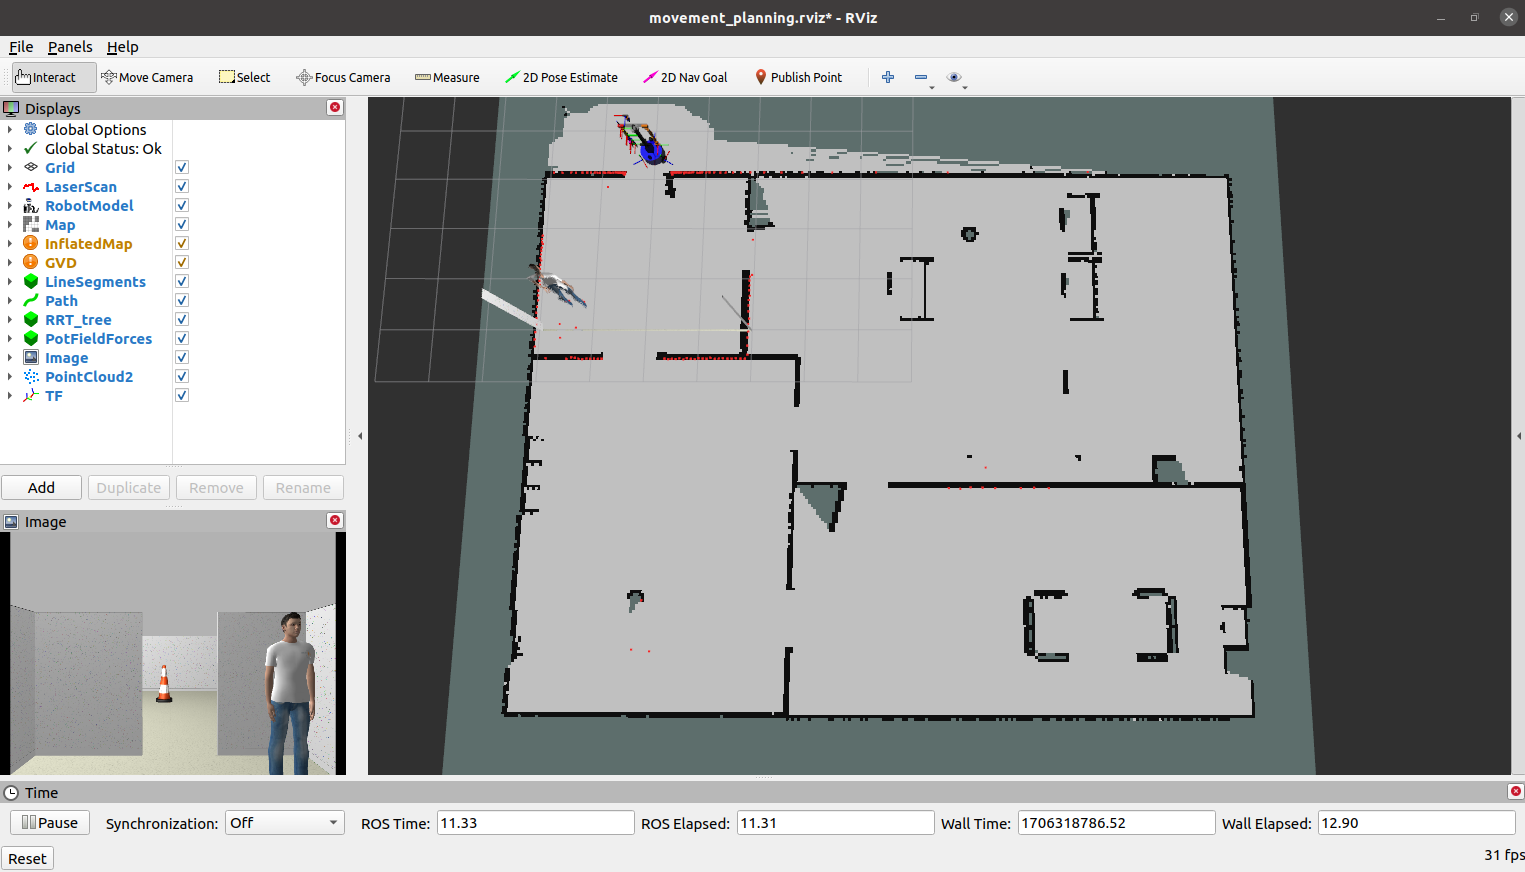 movement_planning.rviz* - RViz
File Panels Help
Interact Move Camera Select Focus Camera Measure 2D Pose Estimate 2D Nav Goal Publish Point
Displays
Global Options
Global Status: Ok
Grid
LaserScan
RobotModel
Map
InflatedMap
GVD
LineSegments
Path
RRT_tree
PotFieldForces
Image
PointCloud2
TF
Add Duplicate Remove Rename
Image
Time
Pause Synchronization: Off ROS Time: 11.33 ROS Elapsed: 11.31 Wall Time: 1706318786.52 Wall Elapsed: 12.90
Reset 31 fps